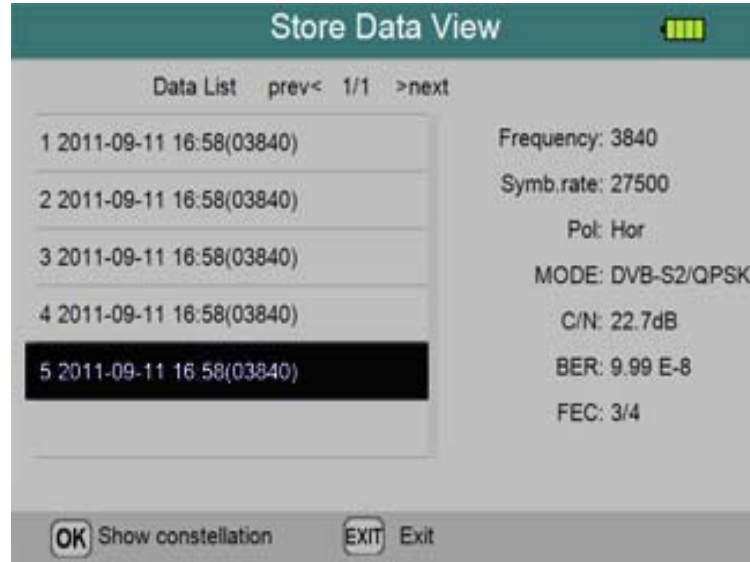 Store Data View
Data List prev< 1/1 >next
1 2011-09-11 16:58(03840)
2 2011-09-11 16:58(03840)
3 2011-09-11 16:58(03840)
4 2011-09-11 16:58(03840)
5 2011-09-11 16:58(03840)
Frequency: 3840
Symb.rate: 27500
Pol: Hor
MODE: DVB-S2/QPSK
C/N: 22.7dB
BER: 9.99 E-8
FEC: 3/4
OK Show constellation EXIT Exit